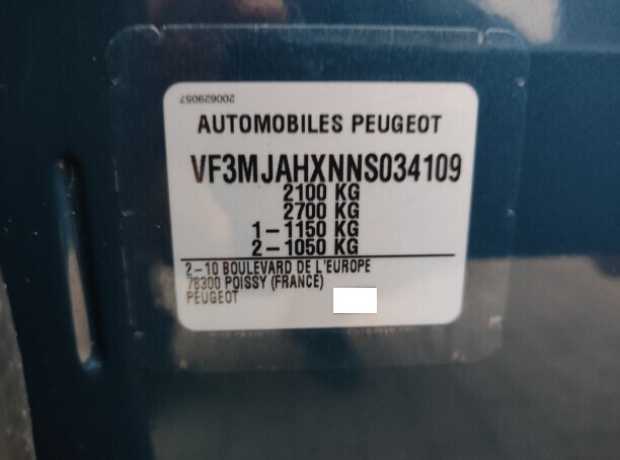 200629057
AUTOMOBILES PEUGEOT
VF3MJAHXNNS034109
2100 KG
2700 KG
1-1150 KG
2-1050 KG
2-10 BOULEVARD DE L'EUROPE
78300 POISSY (FRANCE)
PEUGEOT